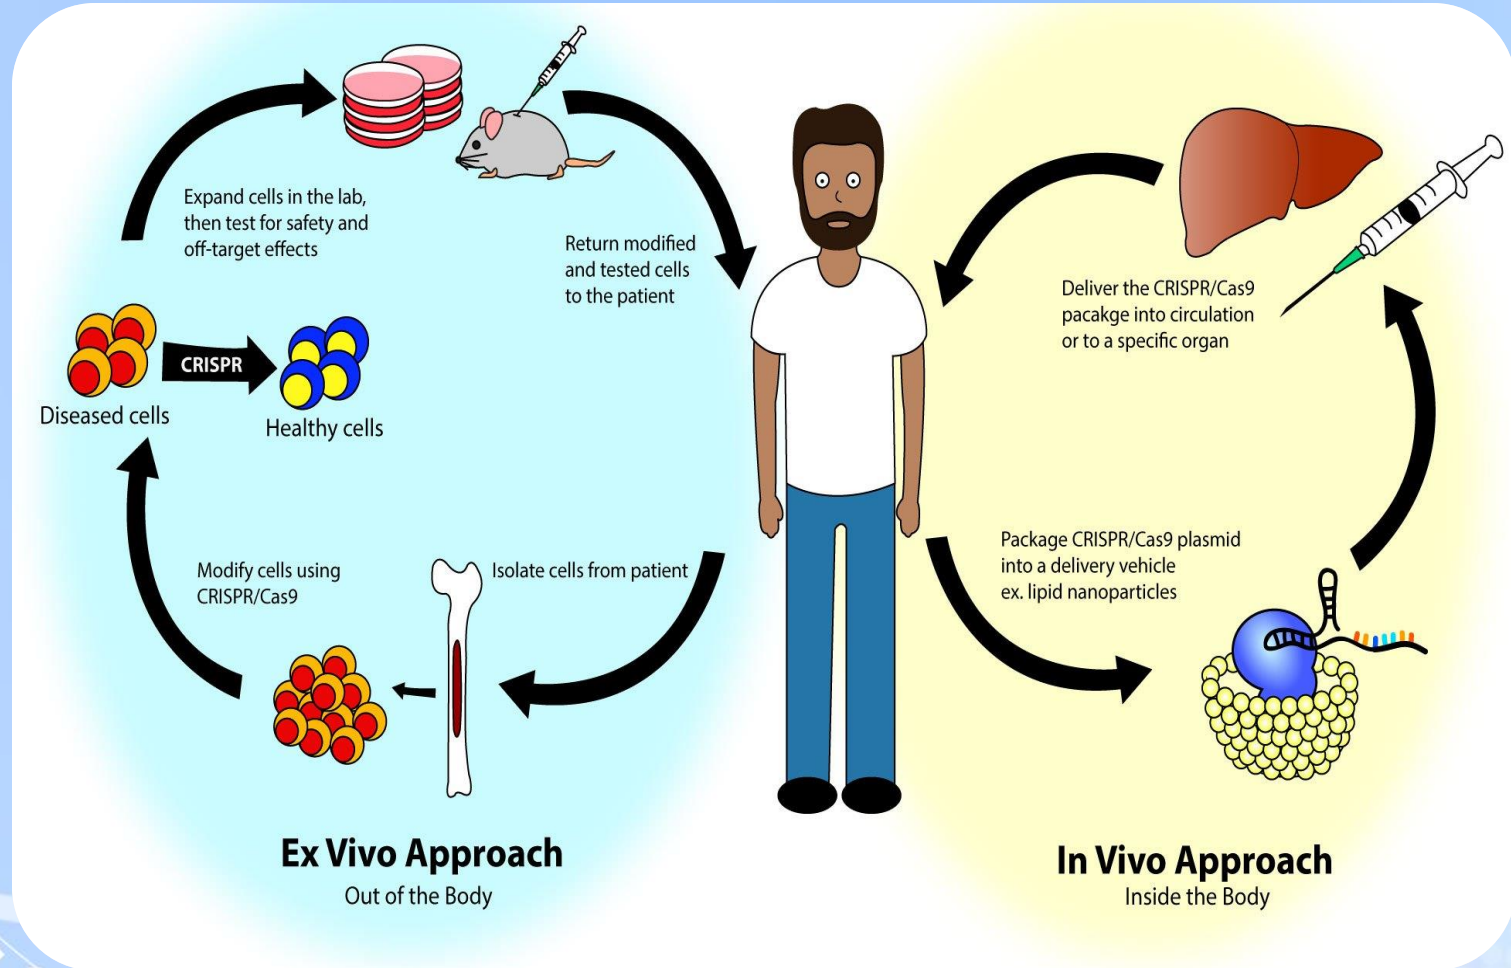 Expand cells in the lab,
then test for safety and
off-target effects
Return modified
and tested cells
to the patient
CRISPR
Diseased cells
Healthy cells
Modify cells using
CRISPR/Cas9
Isolate cells from patient
Ex Vivo Approach
Out of the Body
Deliver the CRISPR/Cas9
pacakge into circulation
or to a specific organ
Package CRISPR/Cas9 plasmid
into a delivery vehicle
ex. lipid nanoparticles
In Vivo Approach
Inside the Body